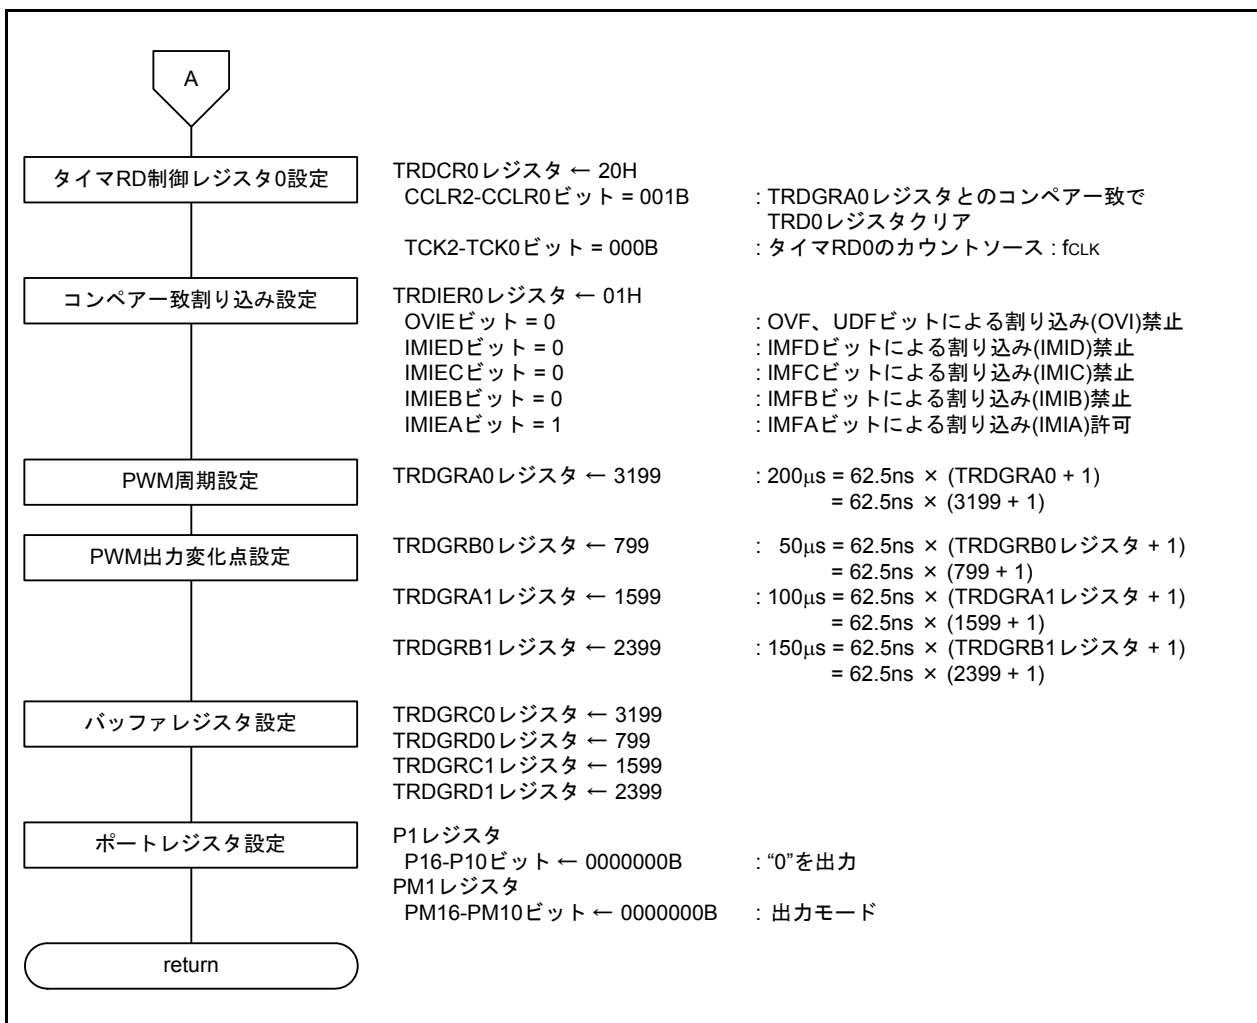 A
タイマRD制御レジスタ0設定
TRDCR0レジスタ ← 20H
CCLR2-CCLR0ビット = 001B : TRDGRA0レジスタとのコンペアー致で
TRD0レジスタクリア
TCK2-TCK0ビット = 000B : タイマRD0のカウントソース : fCLK
コンペアー致割り込み設定
TRDIER0レジスタ ← 01H
OVIEビット = 0 : OVF、UDFビットによる割り込み(OVI)禁止
IMIEDビット = 0 : IMFDビットによる割り込み(IMID)禁止
IMIECビット = 0 : IMFCビットによる割り込み(IMIC)禁止
IMIEBビット = 0 : IMFBビットによる割り込み(IMIB)禁止
IMIEAビット = 1 : IMFAビットによる割り込み(IMIA)許可
PWM周期設定
TRDGRA0レジスタ ← 3199 : 200μs = 62.5ns × (TRDGRA0 + 1)
= 62.5ns × (3199 + 1)
PWM出力変化点設定
TRDGRB0レジスタ ← 799 : 50μs = 62.5ns × (TRDGRB0レジスタ + 1)
= 62.5ns × (799 + 1)
TRDGRA1レジスタ ← 1599 : 100μs = 62.5ns × (TRDGRA1レジスタ + 1)
= 62.5ns × (1599 + 1)
TRDGRB1レジスタ ← 2399 : 150μs = 62.5ns × (TRDGRB1レジスタ + 1)
= 62.5ns × (2399 + 1)
バッファレジスタ設定
TRDGRC0レジスタ ← 3199
TRDGRD0レジスタ ← 799
TRDGRC1レジスタ ← 1599
TRDGRD1レジスタ ← 2399
ポートレジスタ設定
P1レジスタ
P16-P10ビット ← 0000000B : “0”を出力
PM1レジスタ
PM16-PM10ビット ← 0000000B : 出力モード
return